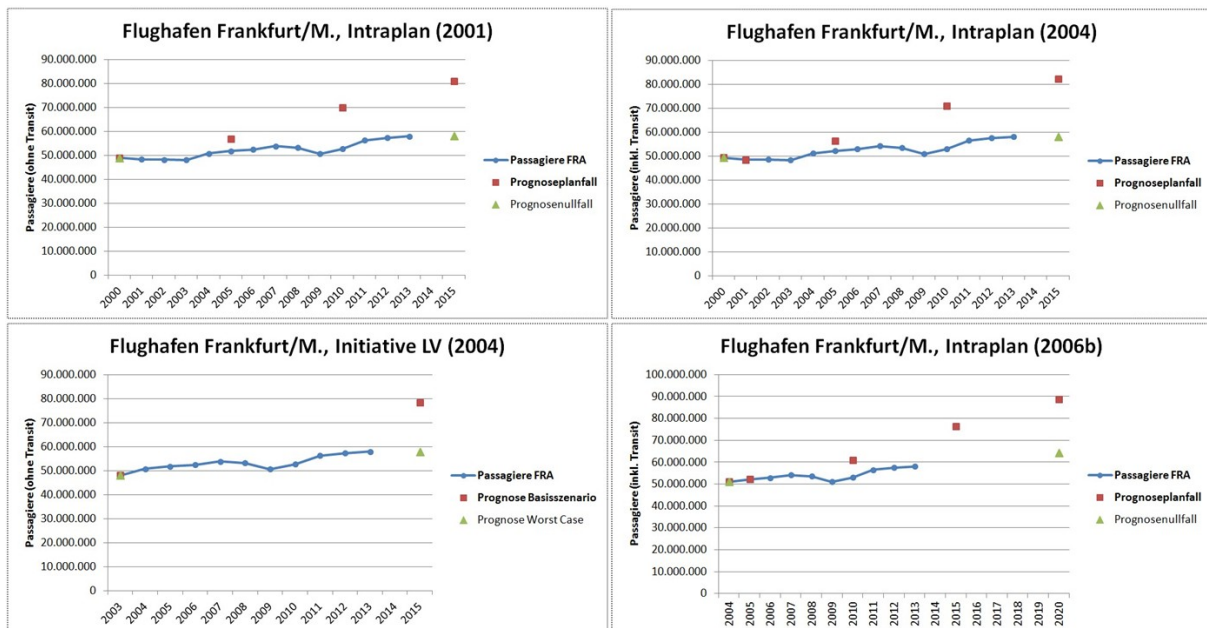 Flughafen Frankfurt/M., Intraplan (2001)
Passagiere (ohne Transit)
90.000.000
80.000.000
70.000.000
60.000.000
50.000.000
40.000.000
30.000.000
20.000.000
10.000.000
0
2000 2001 2002 2003 2004 2005 2006 2007 2008 2009 2010 2011 2012 2013 2014 2015
Passagiere FRA
Prognoseplanfall
Prognosenullfall
Flughafen Frankfurt/M., Intraplan (2004)
Passagiere (inkl. Transit)
90.000.000
80.000.000
70.000.000
60.000.000
50.000.000
40.000.000
30.000.000
20.000.000
10.000.000
0
2000 2001 2002 2003 2004 2005 2006 2007 2008 2009 2010 2011 2012 2013 2014 2015
Passagiere FRA
Prognoseplanfall
Prognosenullfall
Flughafen Frankfurt/M., Initiative LV (2004)
Passagiere (ohne Transit)
90.000.000
80.000.000
70.000.000
60.000.000
50.000.000
40.000.000
30.000.000
20.000.000
10.000.000
0
2003 2004 2005 2006 2007 2008 2009 2010 2011 2012 2013 2014 2015
Passagiere FRA
Prognose Basisszenario
Prognose Worst Case
Flughafen Frankfurt/M., Intraplan (2006b)
Passagiere (inkl. Transit)
100.000.000
90.000.000
80.000.000
70.000.000
60.000.000
50.000.000
40.000.000
30.000.000
20.000.000
10.000.000
0
2004 2005 2006 2007 2008 2009 2010 2011 2012 2013 2014 2015 2016 2017 2018 2019 2020
Passagiere FRA
Prognoseplanfall
Prognosenullfall